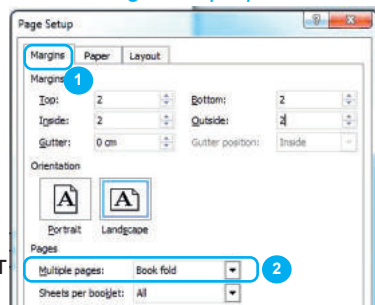 Page Setup
Margins Paper Layout
1
Margins
Top: 2 Bottom: 2
Inside: 2 Outside: 2
Gutter: 0 cm Gutter position: Inside
Orientation
A A
Portrait Landscape
Pages
T
Multiple pages: Book fold 2
Sheets per booklet: All